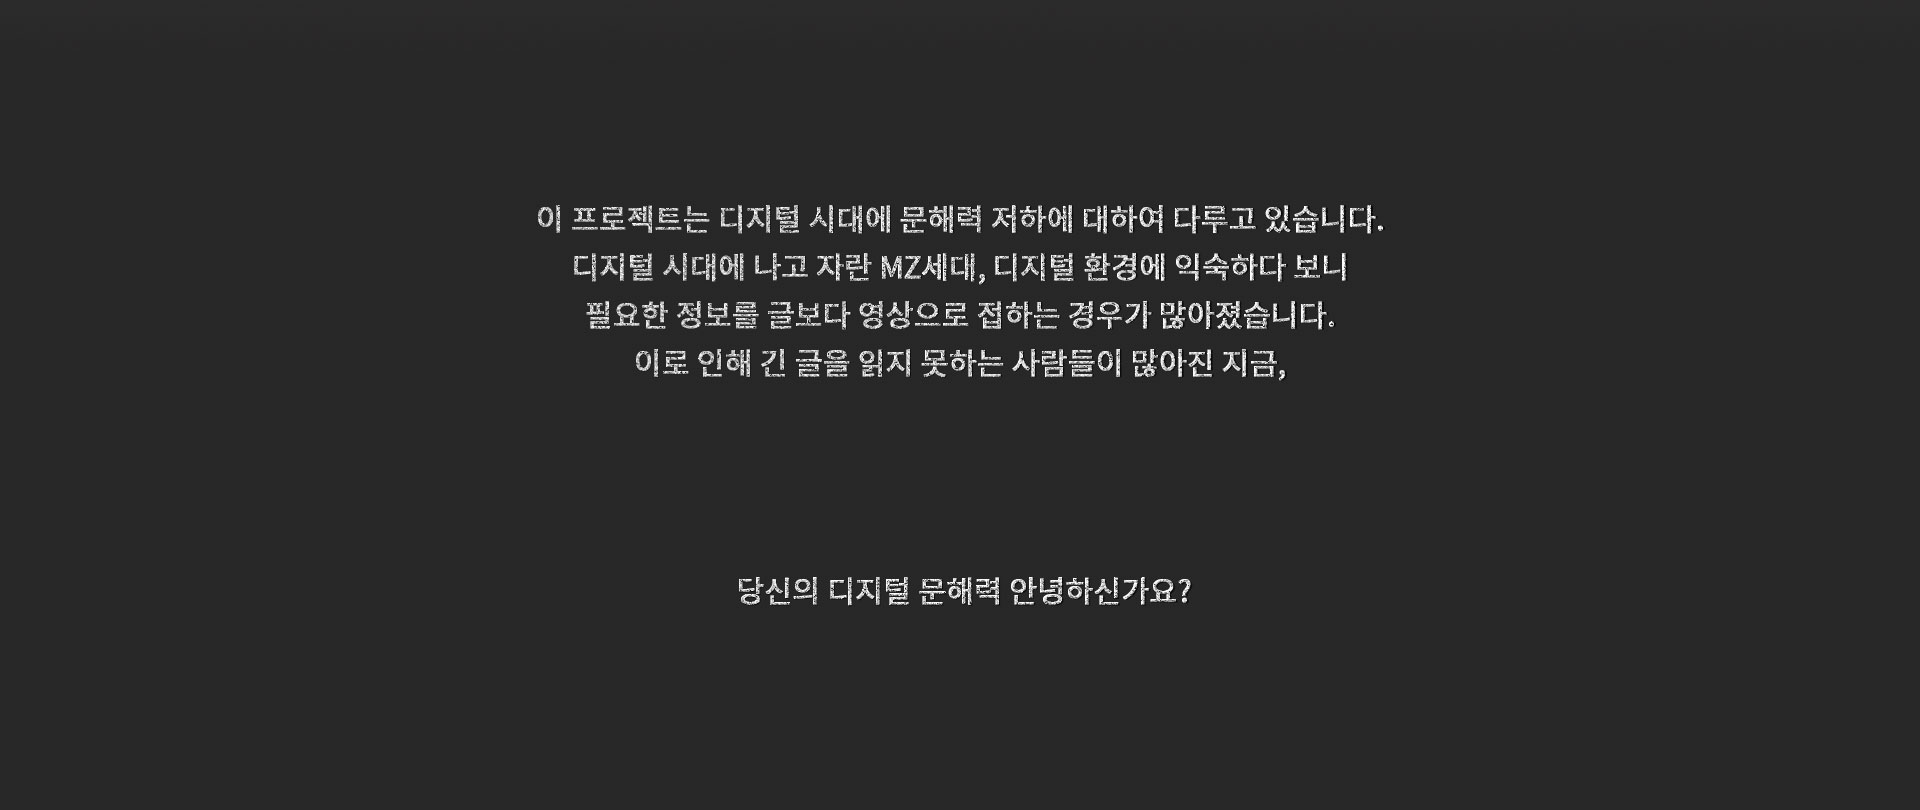 이 프로젝트는 디지털 시대에 문해력 저하에 대하여 다루고 있습니다.
디지털 시대에 나고 자란 MZ세대, 디지털 환경에 익숙하다 보니
필요한 정보를 글보다 영상으로 접하는 경우가 많아졌습니다.
이로 인해 긴 글을 읽지 못하는 사람들이 많아진 지금,
당신의 디지털 문해력 안녕하신가요?